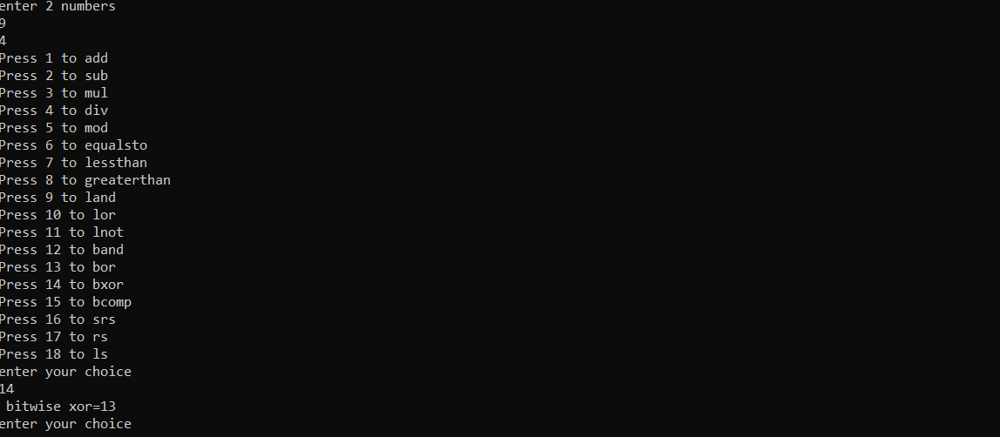 enter 2 numbers
9
4
Press 1 to add
Press 2 to sub
Press 3 to mul
Press 4 to div
Press 5 to mod
Press 6 to equalsto
Press 7 to lessthan
Press 8 to greaterthan
Press 9 to land
Press 10 to lor
Press 11 to lnot
Press 12 to band
Press 13 to bor
Press 14 to bxor
Press 15 to bcomp
Press 16 to srs
Press 17 to rs
Press 18 to ls
enter your choice
14
 bitwise xor=13
enter your choice